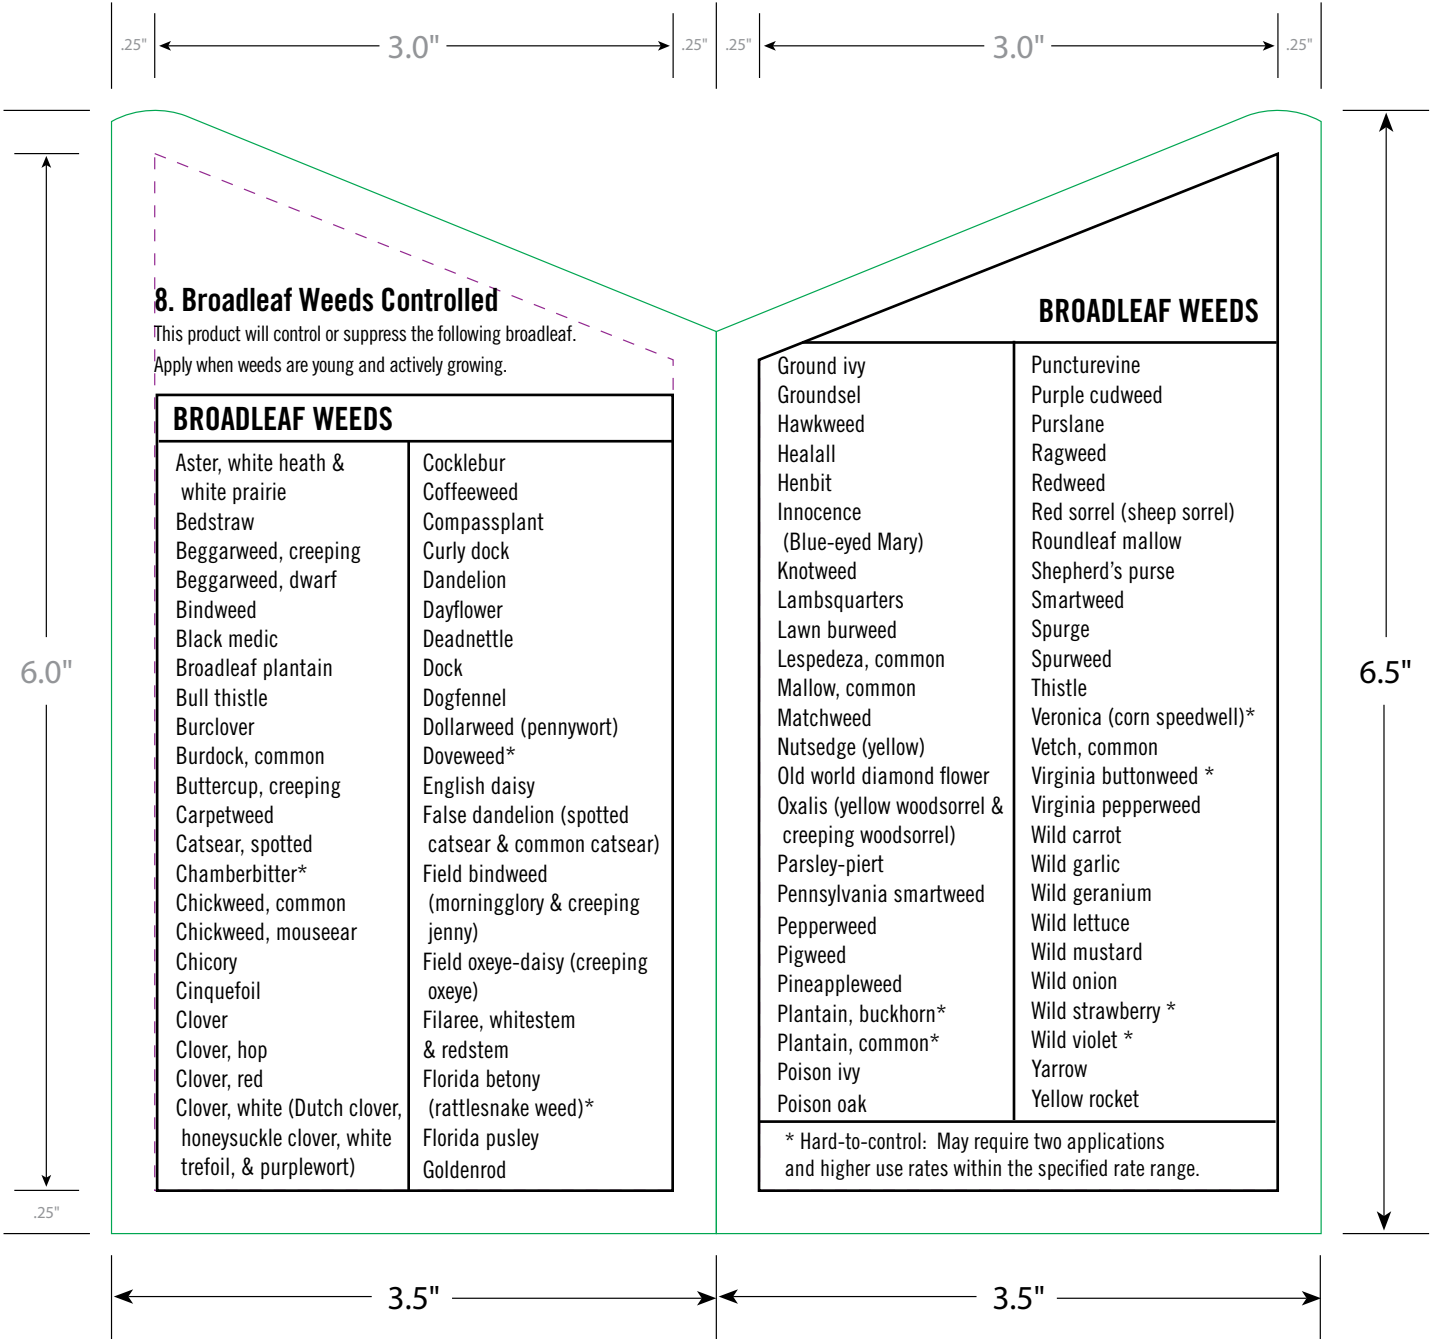 .25"
3.0"
.25"
.25"
3.0"
.25"
8. Broadleaf Weeds Controlled
This product will control or suppress the following broadleaf.
Apply when weeds are young and actively growing.
BROADLEAF WEEDS
Aster, white heath &
white prairie
Bedstraw
Beggarweed, creeping
Beggarweed, dwarf
Bindweed
Black medic
Broadleaf plantain
Bull thistle
Burclover
Burdock, common
Buttercup, creeping
Carpetweed
Catsear, spotted
Chamberbitter*
Chickweed, common
Chickweed, mouseear
Chicory
Cinquefoil
Clover
Clover, hop
Clover, red
Clover, white (Dutch clover,
honeysuckle clover, white
trefoil, & purplewort)
Cocklebur
Coffeeweed
Compassplant
Curly dock
Dandelion
Dayflower
Deadnettle
Dock
Dogfennel
Dollarweed (pennywort)
Doveweed*
English daisy
False dandelion (spotted
catsear & common catsear)
Field bindweed
(morningglory & creeping
jenny)
Field oxeye-daisy (creeping
oxeye)
Filaree, whitestem
& redstem
Florida betony
(rattlesnake weed)*
Florida pusley
Goldenrod
BROADLEAF WEEDS
Ground ivy
Groundsel
Hawkweed
Healall
Henbit
Innocence
(Blue-eyed Mary)
Knotweed
Lambsquarters
Lawn burweed
Lespedeza, common
Mallow, common
Matchweed
Nutsedge (yellow)
Old world diamond flower
Oxalis (yellow woodsorrel &
creeping woodsorrel)
Parsley-piert
Pennsylvania smartweed
Pepperweed
Pigweed
Pineappleweed
Plantain, buckhorn*
Plantain, common*
Poison ivy
Poison oak
Puncturevine
Purple cudweed
Purslane
Ragweed
Redweed
Red sorrel (sheep sorrel)
Roundleaf mallow
Shepherd’s purse
Smartweed
Spurge
Spurweed
Thistle
Veronica (corn speedwell)*
Vetch, common
Virginia buttonweed *
Virginia pepperweed
Wild carrot
Wild garlic
Wild geranium
Wild lettuce
Wild mustard
Wild onion
Wild strawberry *
Wild violet *
Yarrow
Yellow rocket
* Hard-to-control: May require two applications
and higher use rates within the specified rate range.
6.0"
6.5"
.25"
3.5"
3.5"